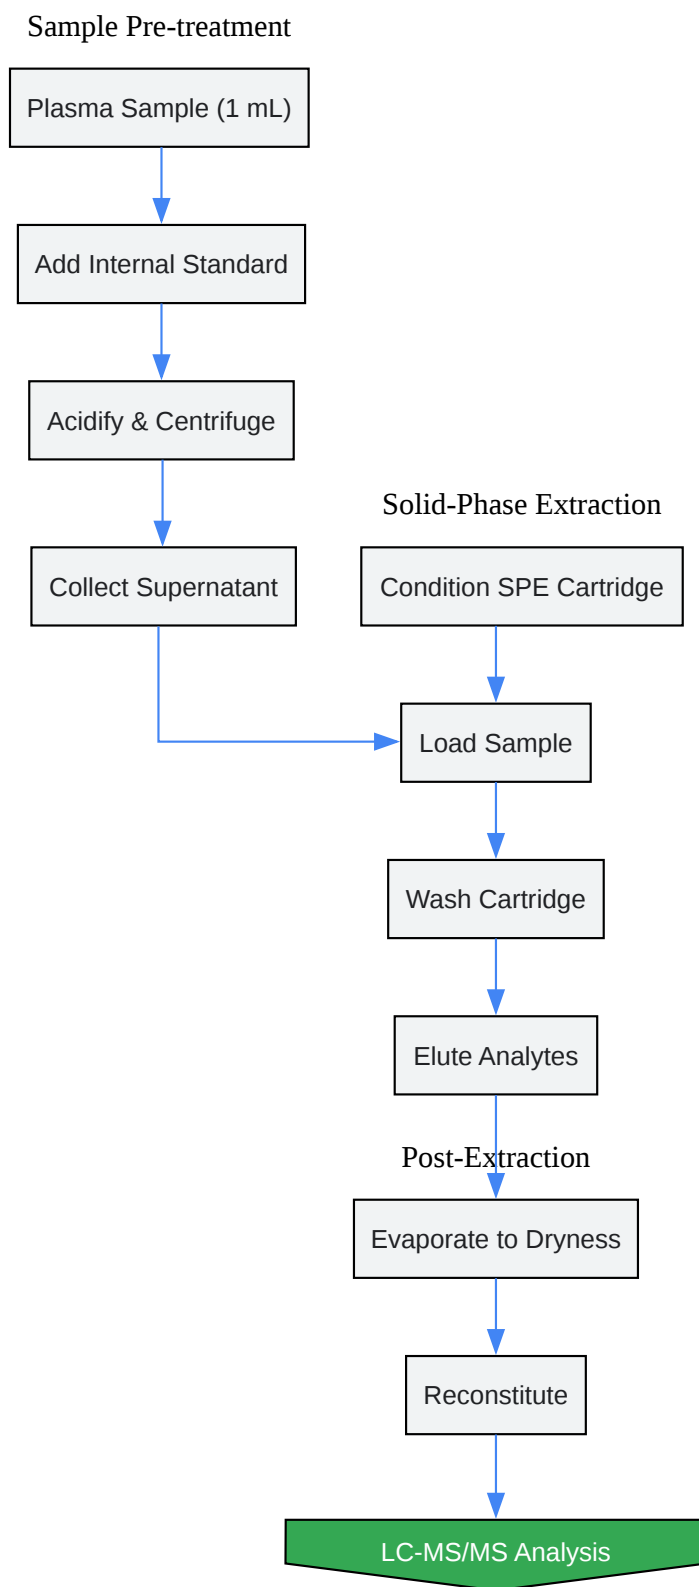 Sample Pre-treatment
Plasma Sample (1 mL)
Add Internal Standard
Acidify & Centrifuge
Collect Supernatant
Solid-Phase Extraction
Condition SPE Cartridge
Load Sample
Wash Cartridge
Elute Analytes
Post-Extraction
Evaporate to Dryness
Reconstitute
LC-MS/MS Analysis